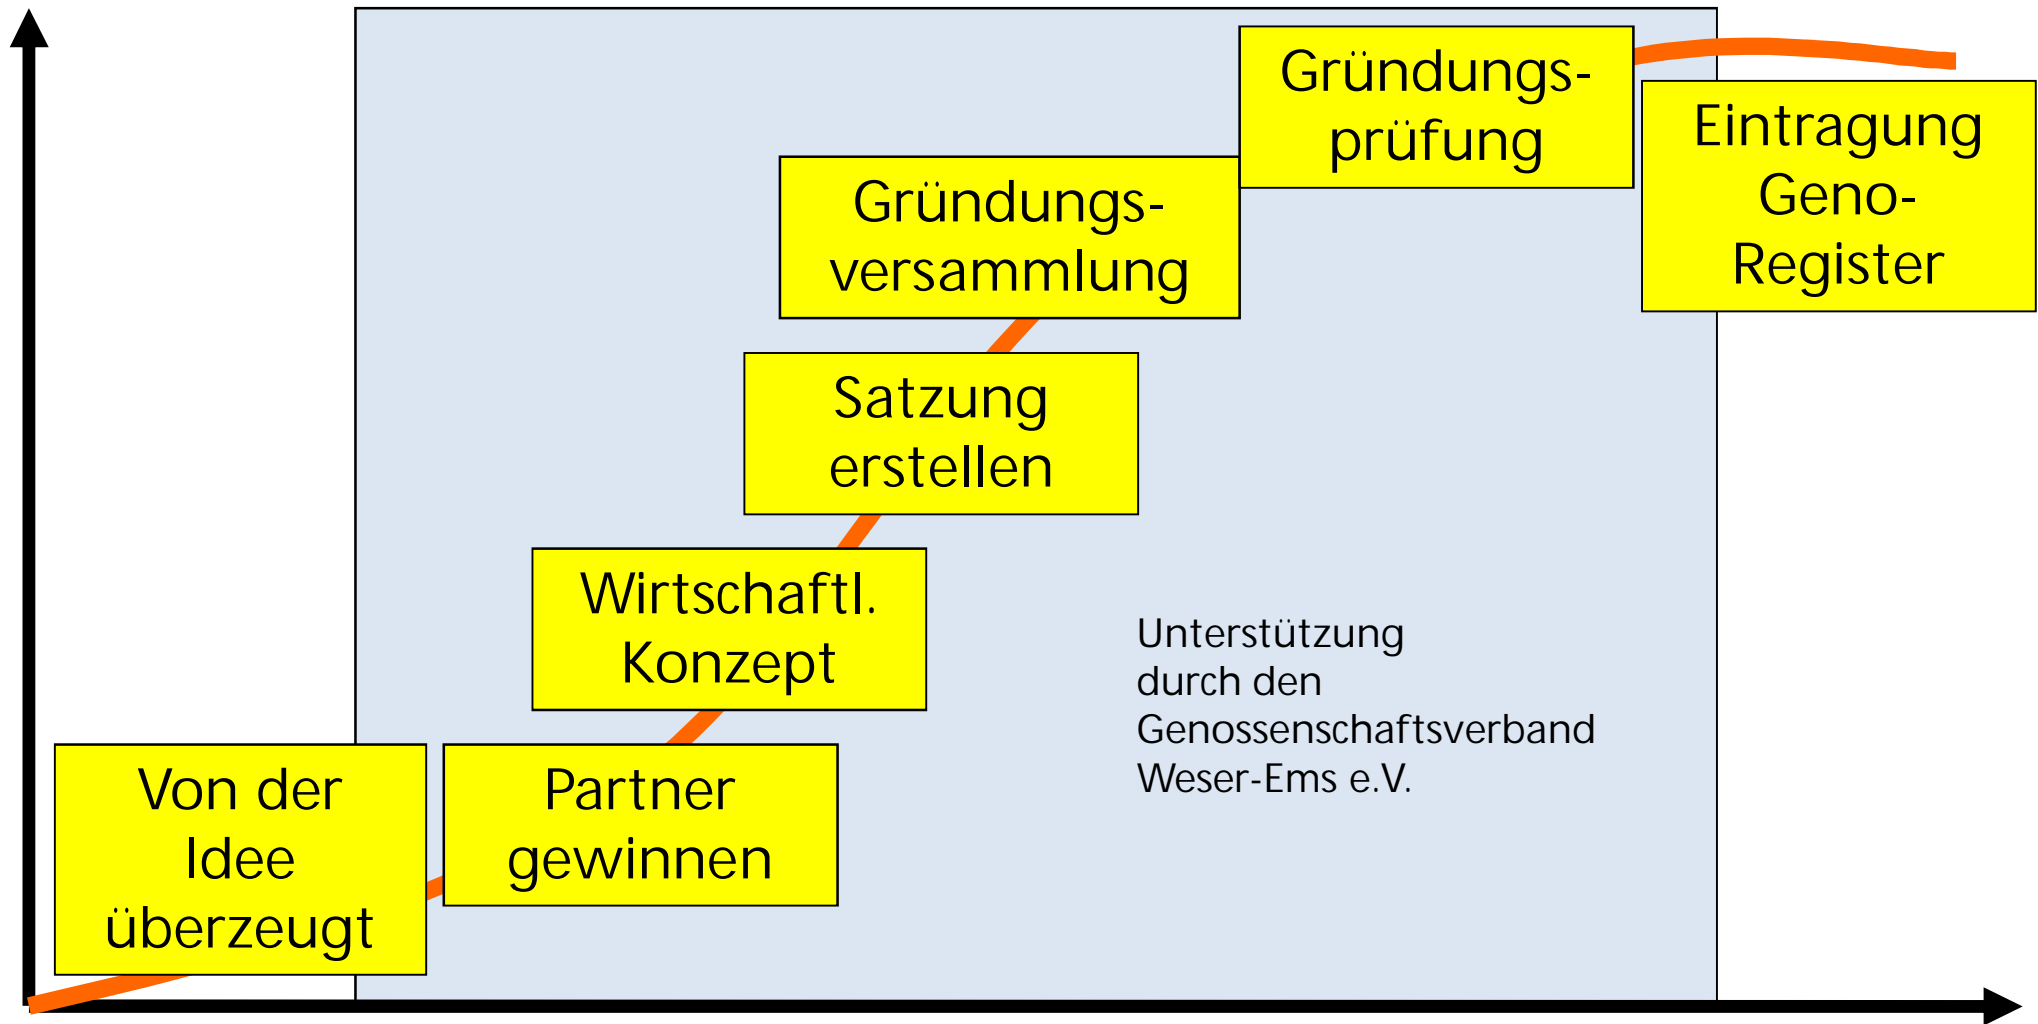 Gründungs-
prüfung
Eintragung
Geno-
Register
Gründungs-
versammlung
Satzung
erstellen
Wirtschaftl.
Konzept
Unterstützung
durch den
Genossenschaftsverband
Weser-Ems e.V.
Von der
Idee
überzeugt
Partner
gewinnen